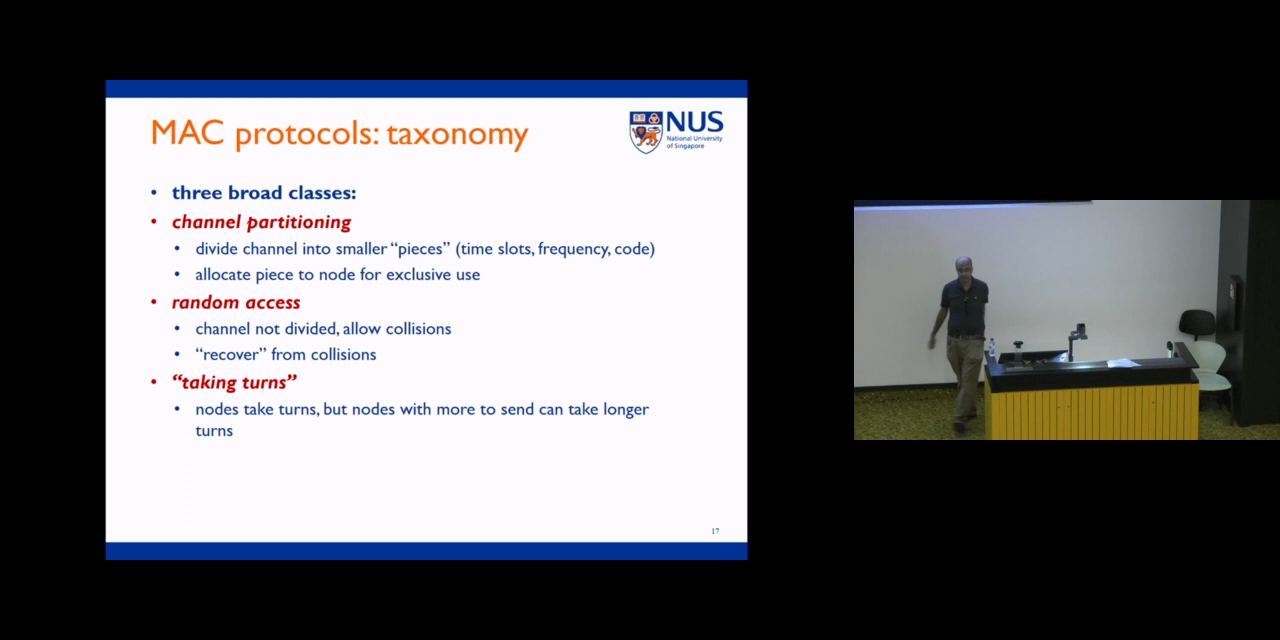 MAC protocols: taxonomy
NUS
National University
of Singapore
• three broad classes:
• channel partitioning
• divide channel into smaller “pieces” (time slots, frequency, code)
• allocate piece to node for exclusive use
• random access
• channel not divided, allow collisions
• “recover” from collisions
• “taking turns”
• nodes take turns, but nodes with more to send can take longer
turns
17